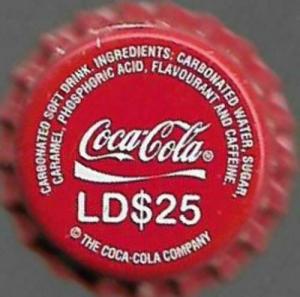 CARBONATED SOFT DRINK. INGREDIENTS: CARBONATED WATER, SUGAR,
CARAMEL, PHOSPHORIC ACID, FLAVOURANT AND CAFFEINE.
Coca-Cola®
LD$25
© THE COCA-COLA COMPANY